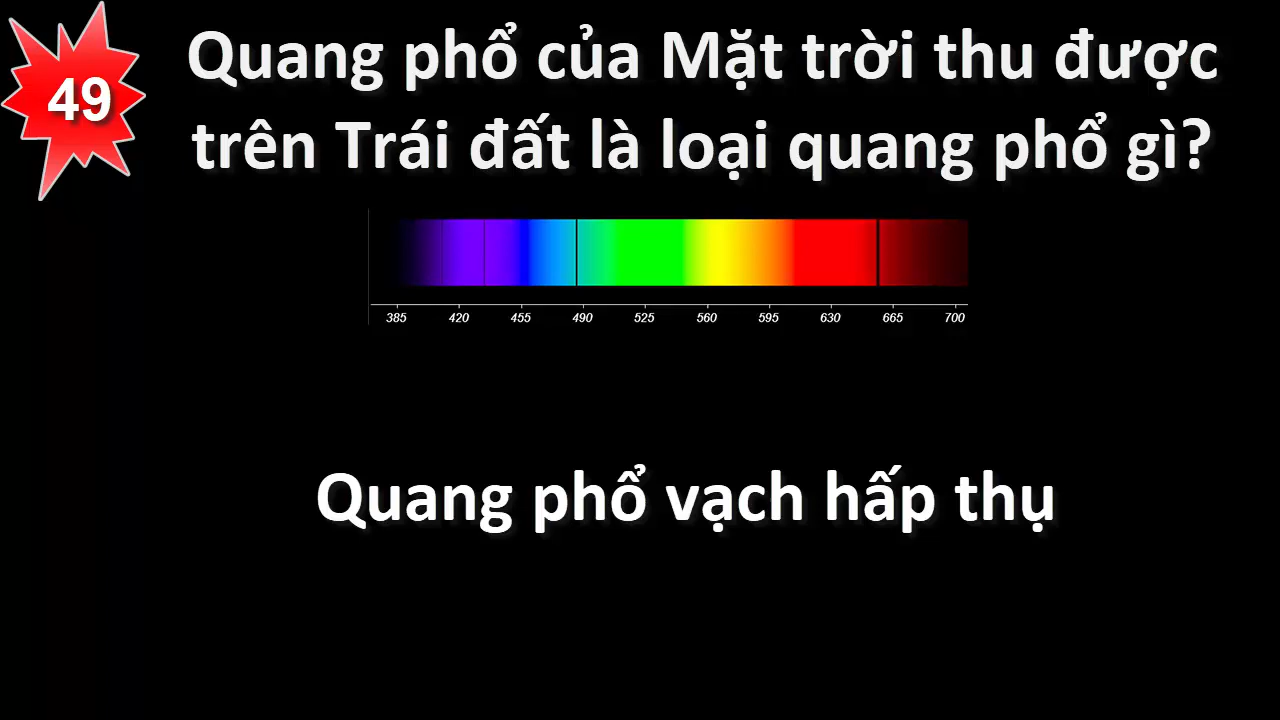 49
Quang phổ của Mặt trời thu được
trên Trái đất là loại quang phổ gì?
385 420 455 490 525 560 595 630 665 700
Quang phổ vạch hấp thụ